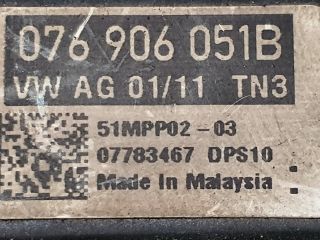 076 906 051B
VW AG 01/11 TN3
51MPP02-03
07783467 DPS10
Made In Malaysia